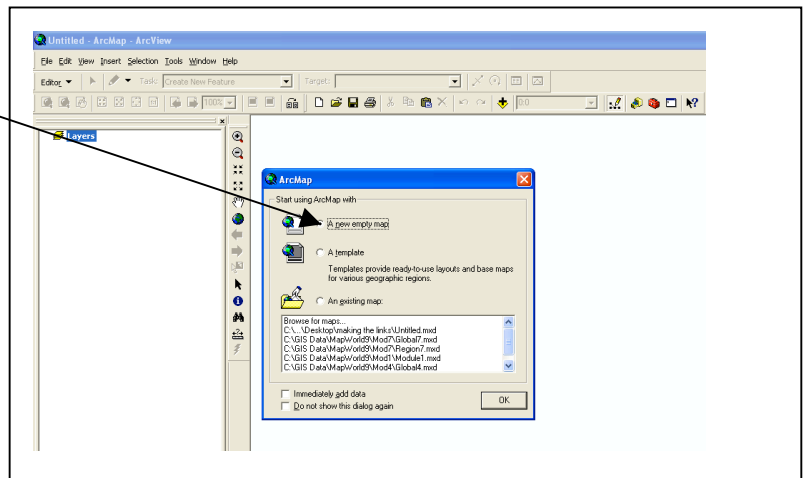 Untitled - ArcMap - ArcView
File Edit View Insert Selection Tools Window Help
Editor Task: Create New Feature Target:
100% 0:0
Layers
ArcMap
Start using ArcMap with
A new empty map
A template
Templates provide ready-to-use layouts and base maps
for various geographic regions.
An existing map:
Browse for maps...
C:\...\Desktop\making the links\Untitled.mxd
C:\GIS Data\MapWorld9\Mod7\Global7.mxd
C:\GIS Data\MapWorld9\Mod7\Region7.mxd
C:\GIS Data\MapWorld9\Mod1\Module1.mxd
C:\GIS Data\MapWorld9\Mod4\Global4.mxd
Immediately add data
Do not show this dialog again
OK